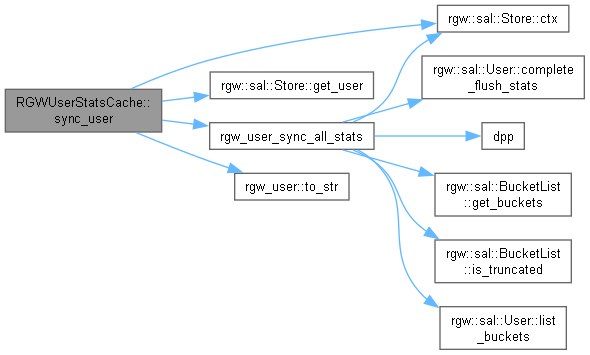 RGWUserStatsCache::
sync_user
rgw::sal::Store::ctx
rgw::sal::Store::get_user
rgw::sal::User::complete
_flush_stats
rgw_user_sync_all_stats
dpp
rgw_user::to_str
rgw::sal::BucketList
::get_buckets
rgw::sal::BucketList
::is_truncated
rgw::sal::User::list
_buckets